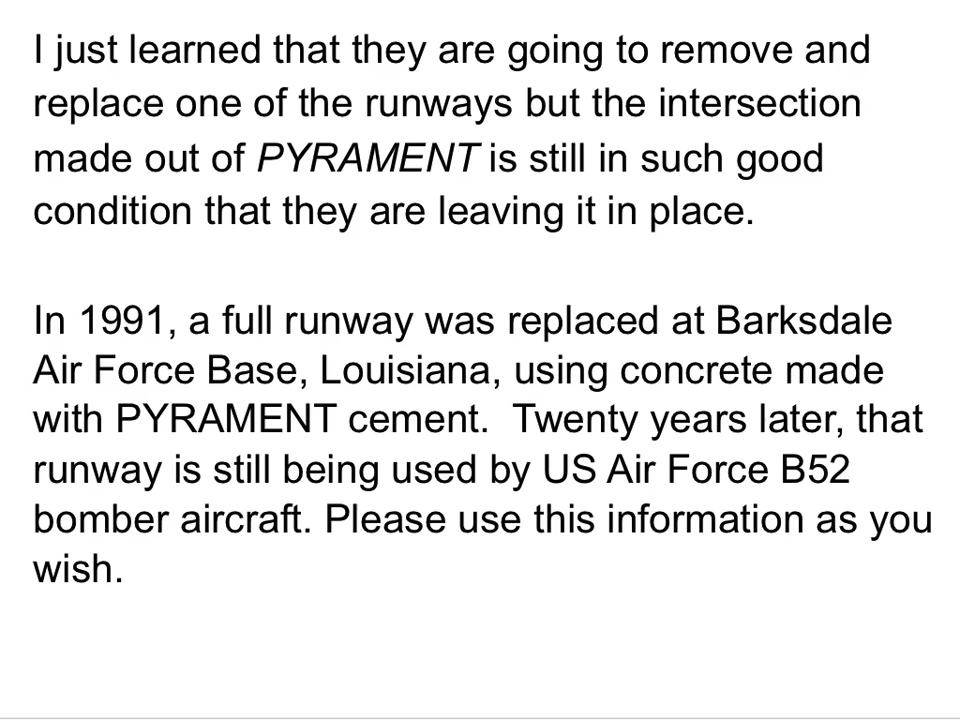 I just learned that they are going to remove and
replace one of the runways but the intersection
made out of PYRAMENT is still in such good
condition that they are leaving it in place.
In 1991, a full runway was replaced at Barksdale
Air Force Base, Louisiana, using concrete made
with PYRAMENT cement.  Twenty years later, that
runway is still being used by US Air Force B52
bomber aircraft. Please use this information as you
wish.